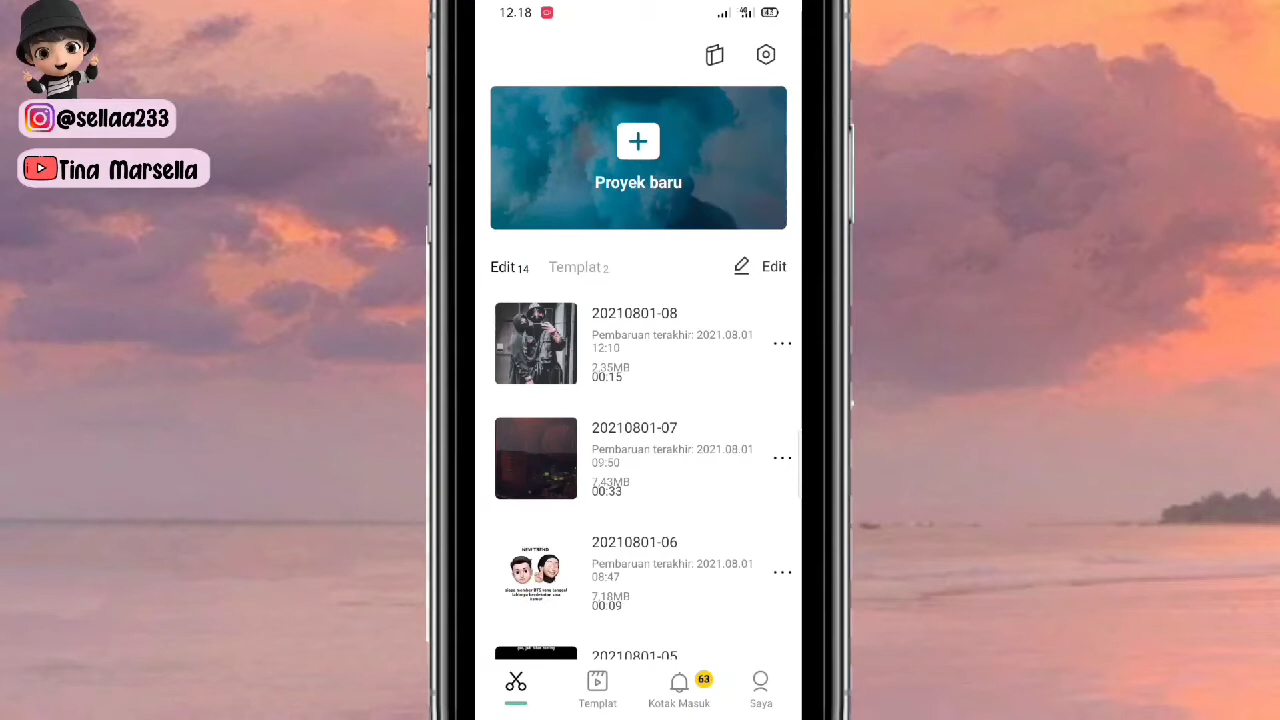 @sellaa233
Tina Marsella
12.18
Proyek baru
Edit 14 Templat 2 Edit
20210801-08
Pembaruan terakhir: 2021.08.01
12:10
2,35MB
00:15
20210801-07
Pembaruan terakhir: 2021.08.01
09:50
7,43MB
00:33
20210801-06
Pembaruan terakhir: 2021.08.01
08:47
7,18MB
00:09
20210801-05
Templat Kotak Masuk 63 Saya